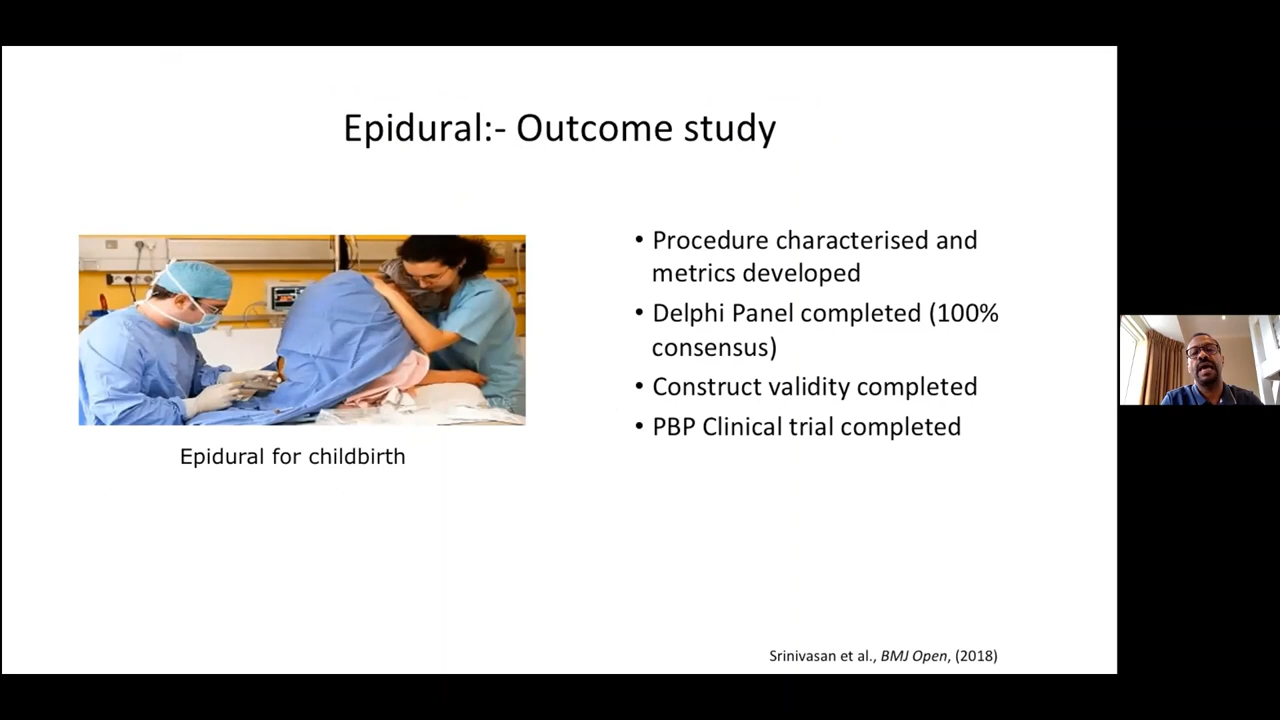 Epidural:- Outcome study
• Procedure characterised and
metrics developed
• Delphi Panel completed (100%
consensus)
• Construct validity completed
• PBP Clinical trial completed
Epidural for childbirth
Srinivasan et al., BMJ Open, (2018)